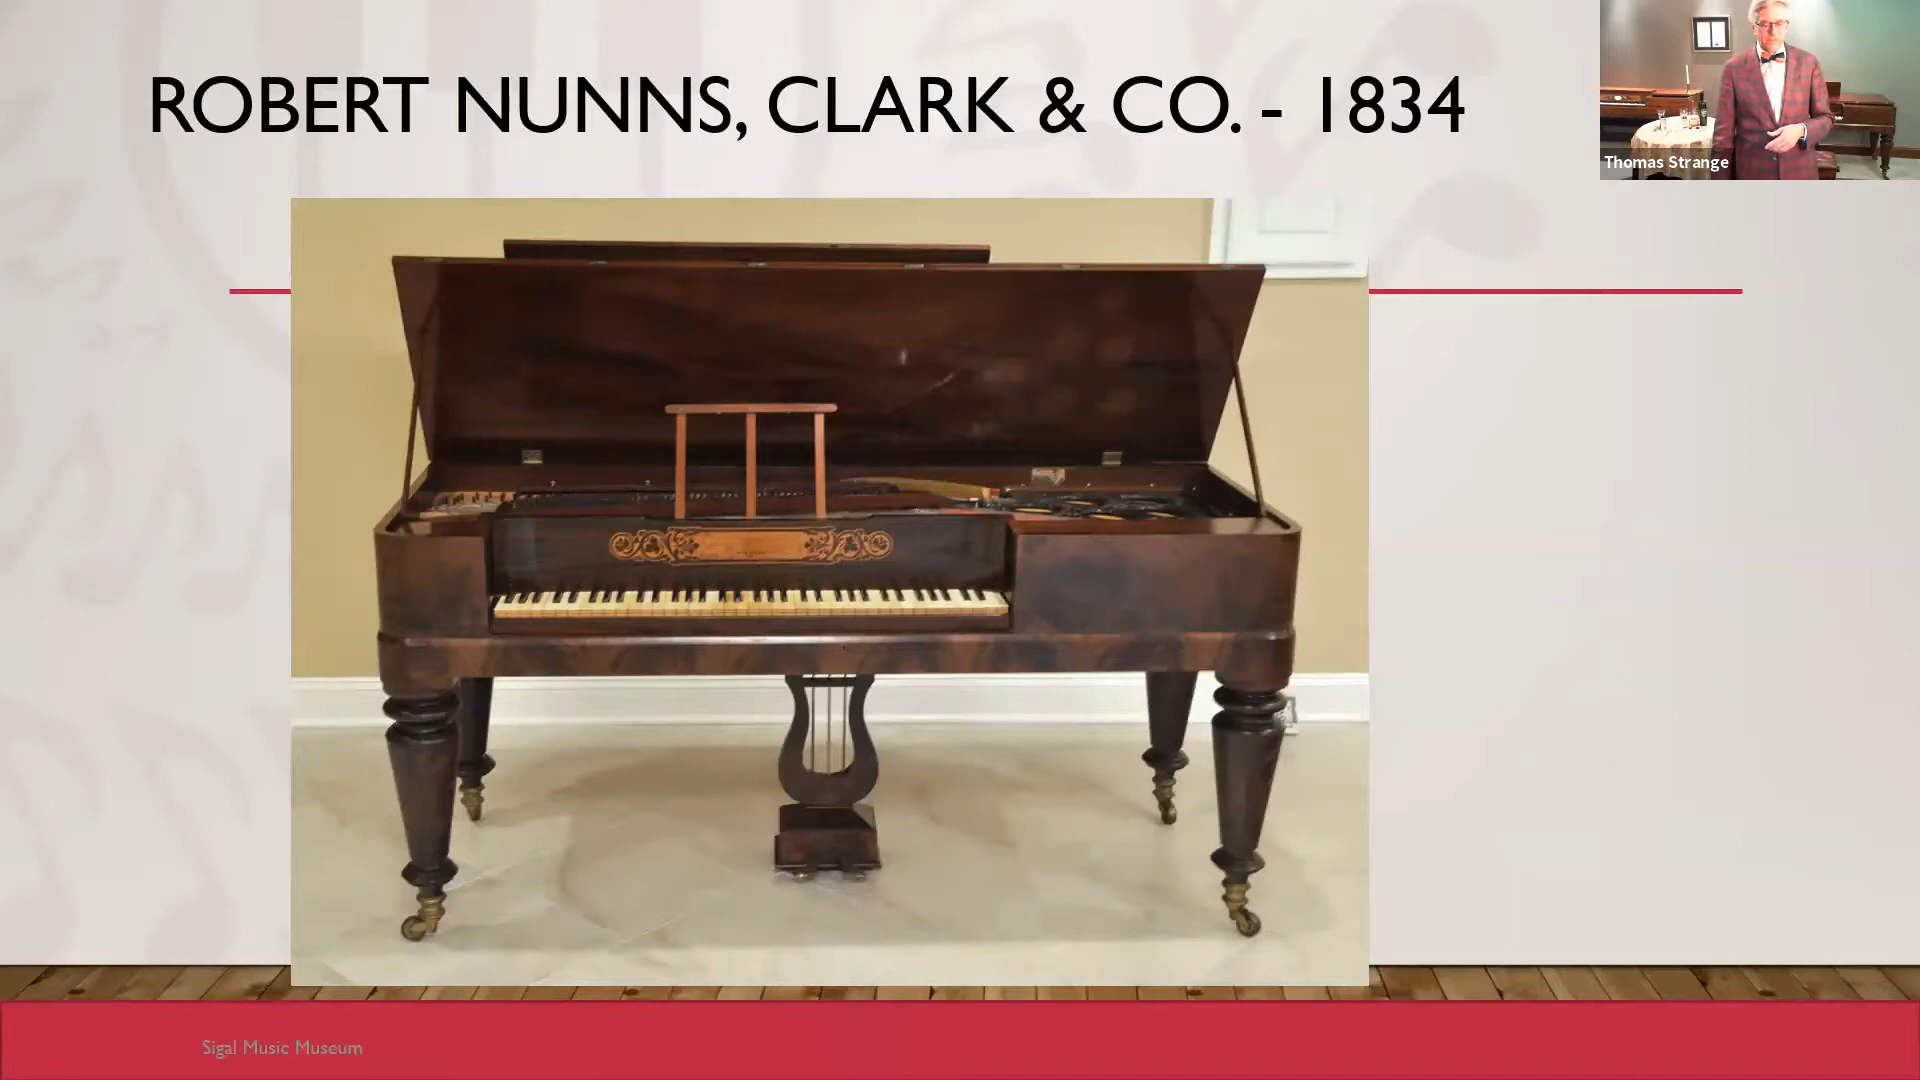 ROBERT NUNNS, CLARK & CO. - 1834
Thomas Strange
Sigal Music Museum